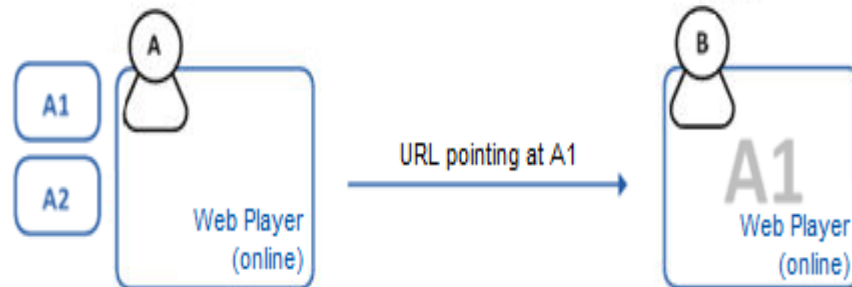 A
B
A1
A2
URL pointing at A1
A1
Web Player
(online)
Web Player
(online)